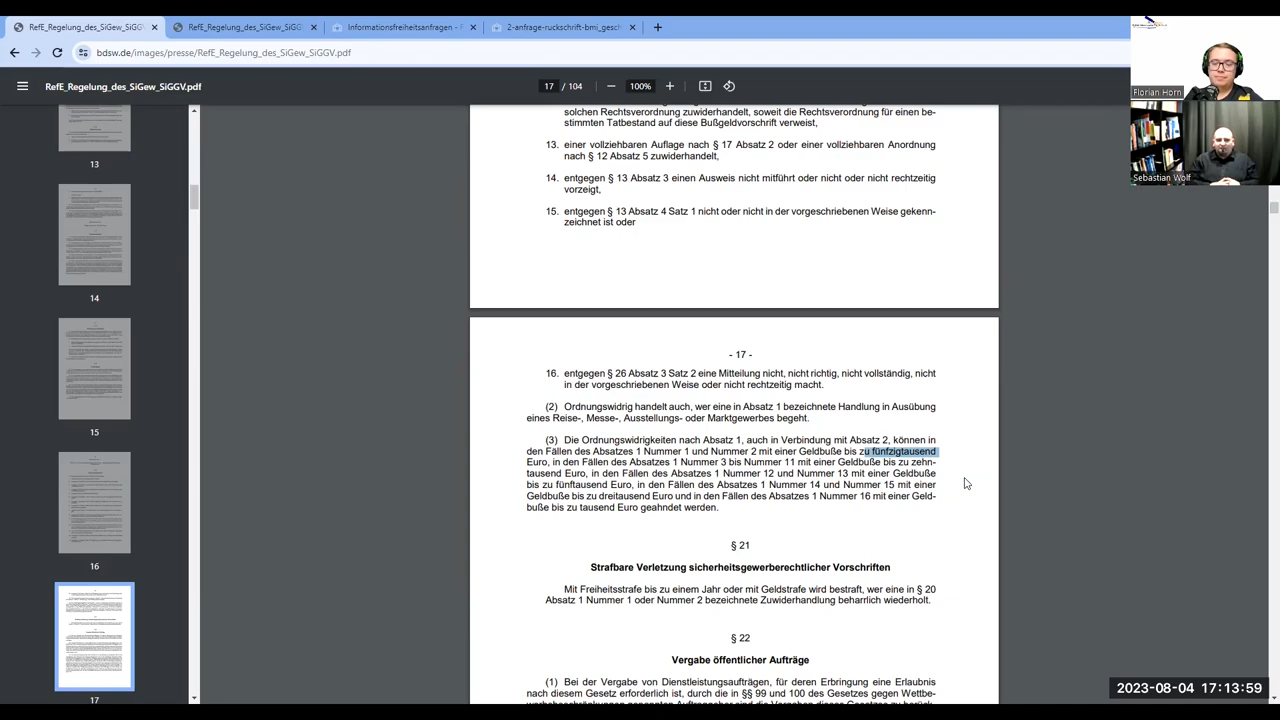 RefE_Regelung_des_SiGew_SiGGV
RefE_Regelung_des_SiGew_SiGGV
Informationsfreiheitsanfragen - F
2-anfrage-ruckschrift-bmi_gesch
bdsw.de/images/presse/RefE_Regelung_des_SiGew_SiGGV.pdf
RefE_Regelung_des_SiGew_SiGGV.pdf
17 / 104
100%
Florian Horn
Sebastian Wolf
13
14
15
16
17
solchen Rechtsverordnung zuwiderhandelt, soweit die Rechtsverordnung für einen be-
stimmten Tatbestand auf diese Bußgeldvorschrift verweist,
13. einer vollziehbaren Auflage nach § 17 Absatz 2 oder einer vollziehbaren Anordnung
nach § 12 Absatz 5 zuwiderhandelt,
14. entgegen § 13 Absatz 3 einen Ausweis nicht mitführt oder nicht oder nicht rechtzeitig
vorzeigt,
15. entgegen § 13 Absatz 4 Satz 1 nicht oder nicht in der vorgeschriebenen Weise gekenn-
zeichnet ist oder
- 17 -
16. entgegen § 26 Absatz 3 Satz 2 eine Mitteilung nicht, nicht richtig, nicht vollständig, nicht
in der vorgeschriebenen Weise oder nicht rechtzeitig macht.
(2) Ordnungswidrig handelt auch, wer eine in Absatz 1 bezeichnete Handlung in Ausübung
eines Reise-, Messe-, Ausstellungs- oder Marktgewerbes begeht.
(3) Die Ordnungswidrigkeiten nach Absatz 1, auch in Verbindung mit Absatz 2, können in
den Fällen des Absatzes 1 Nummer 1 und Nummer 2 mit einer Geldbuße bis zu fünfzigtausend
Euro, in den Fällen des Absatzes 1 Nummer 3 bis Nummer 11 mit einer Geldbuße bis zu zehn-
tausend Euro, in den Fällen des Absatzes 1 Nummer 12 und Nummer 13 mit einer Geldbuße
bis zu fünftausend Euro, in den Fällen des Absatzes 1 Nummer 14 und Nummer 15 mit einer
Geldbuße bis zu dreitausend Euro und in den Fällen des Absatzes 1 Nummer 16 mit einer Geld-
buße bis zu tausend Euro geahndet werden.
§ 21
Strafbare Verletzung sicherheitsgewerberechtlicher Vorschriften
Mit Freiheitsstrafe bis zu einem Jahr oder mit Geldstrafe wird bestraft, wer eine in § 20
Absatz 1 Nummer 1 oder Nummer 2 bezeichnete Zuwiderhandlung beharrlich wiederholt.
§ 22
Vergabe öffentlicher Aufträge
(1) Bei der Vergabe von Dienstleistungsaufträgen, für deren Erbringung eine Erlaubnis
nach diesem Gesetz erforderlich ist, durch die in §§ 99 und 100 des Gesetzes gegen Wettbe-
2023-08-04 17:13:59